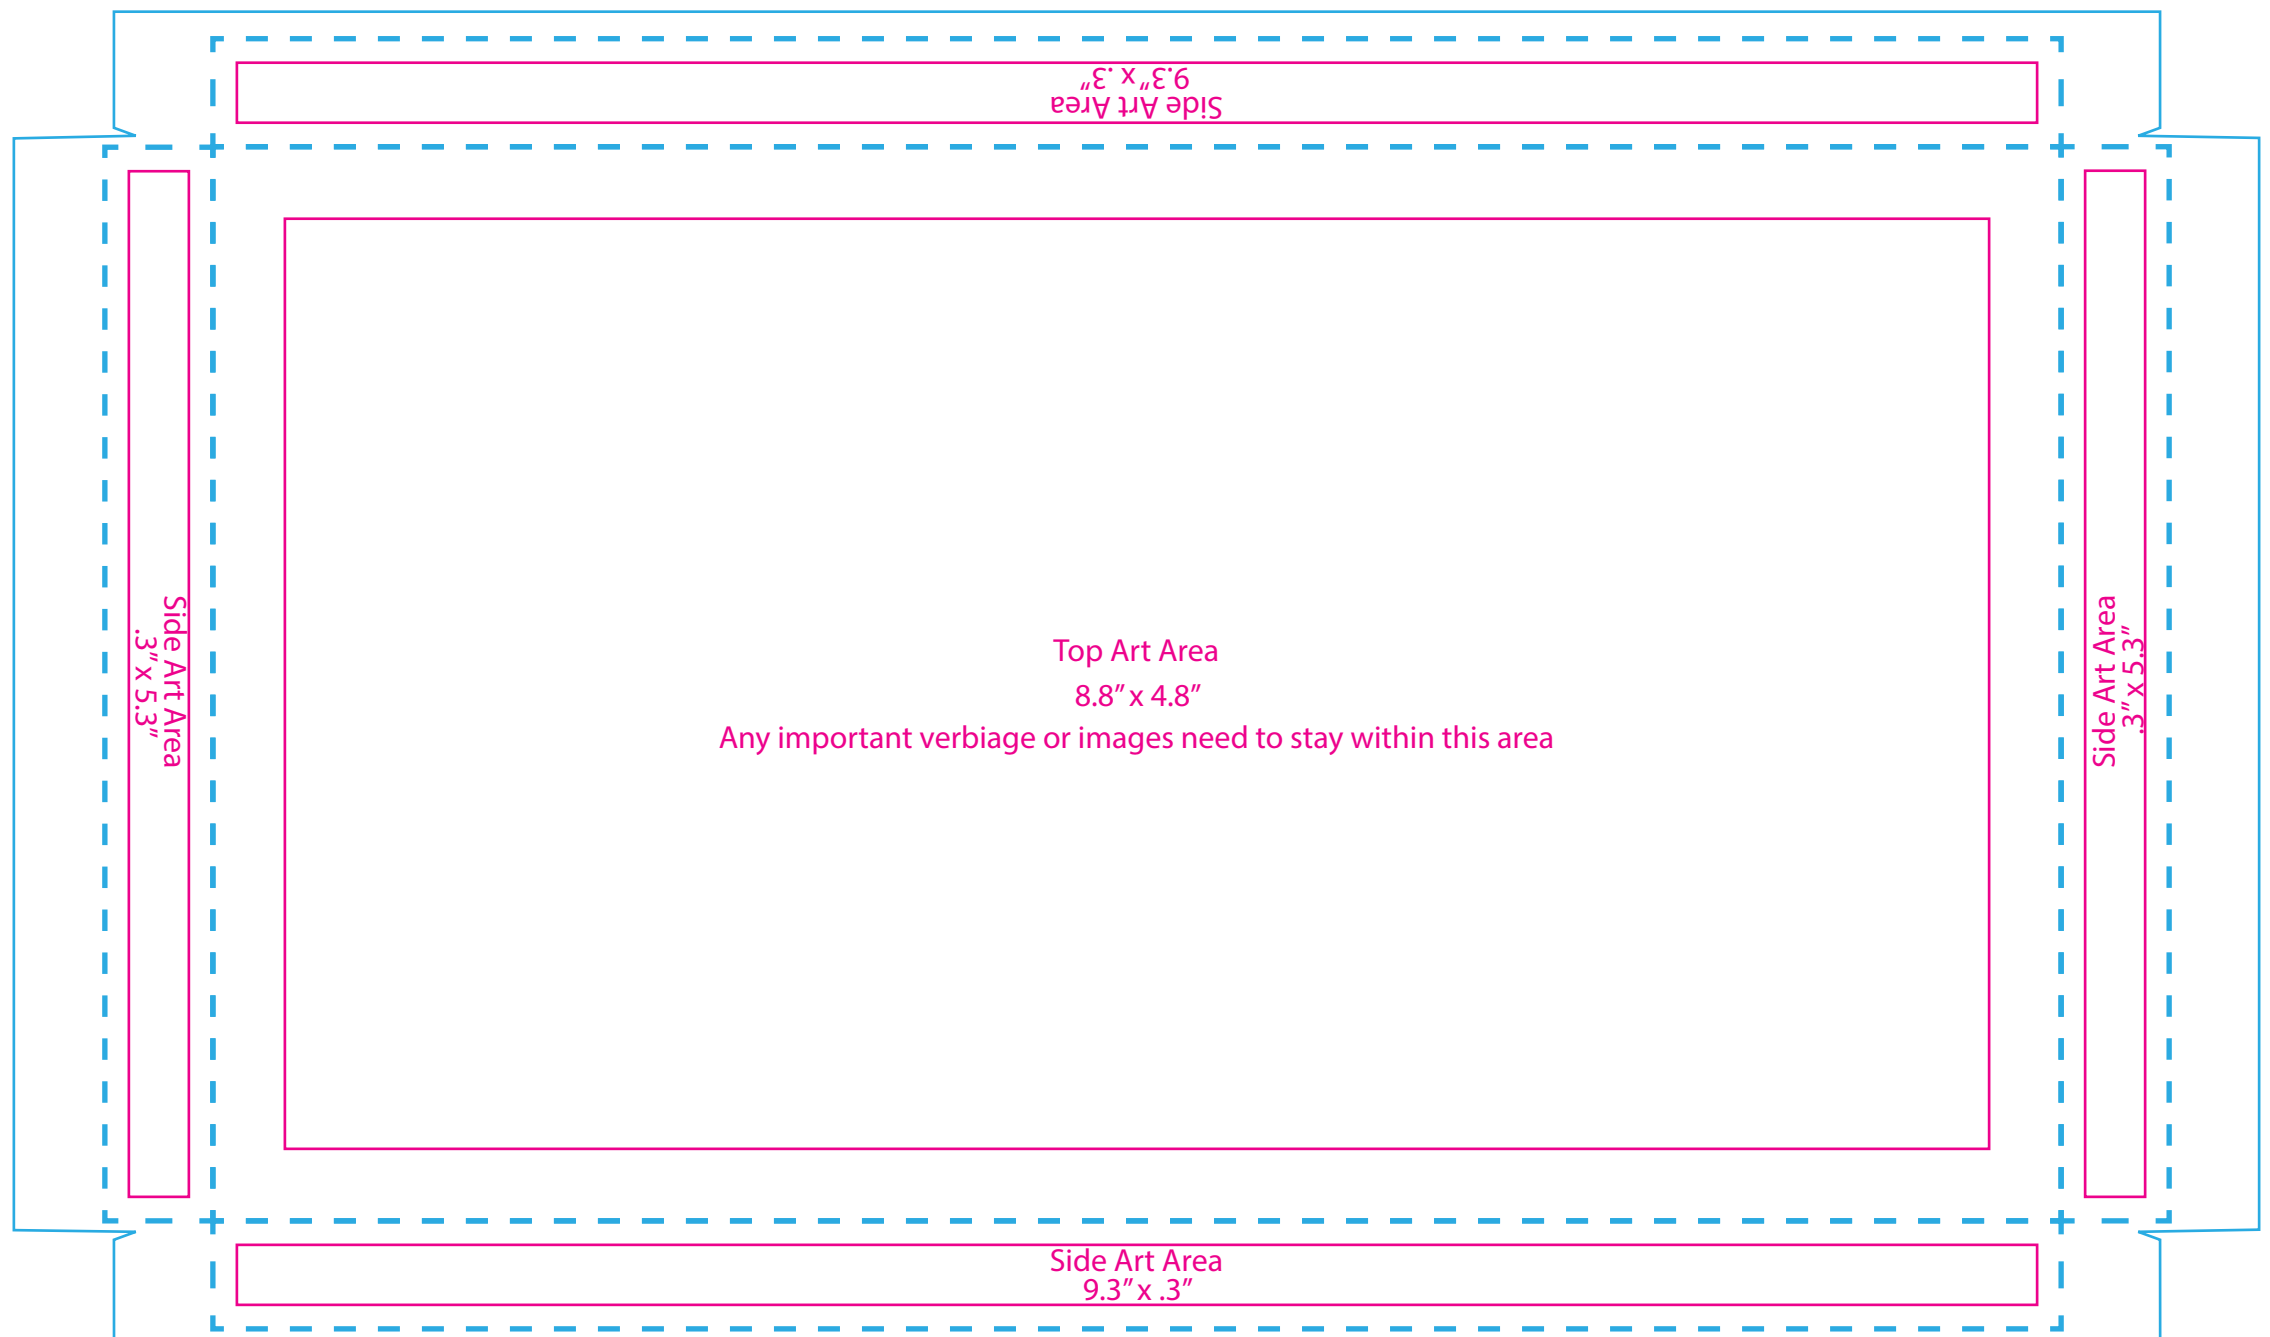 Side Art Area
9.3” x .3”
Side Art Area
.3” x 5.3”
Top Art Area
8.8” x 4.8”
Any important verbiage or images need to stay within this area
Side Art Area
.3” x 5.3”
Side Art Area
9.3” x .3”